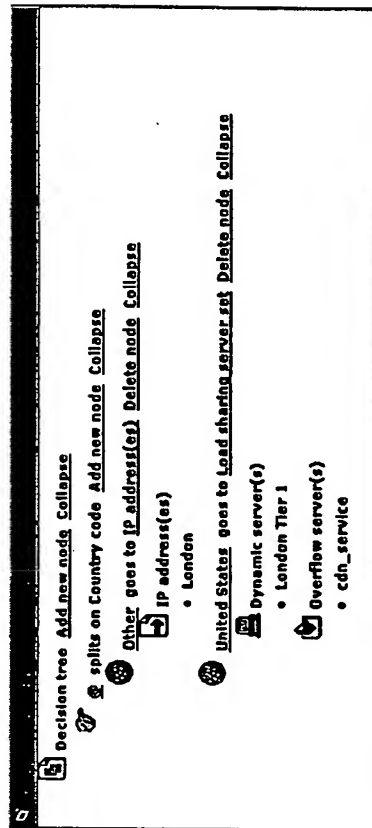 Decision tree Add new node Collapse
@ splits on Country code Add new node Collapse
Other goes to IP address(es) Delete node Collapse
IP address(es)
• London
United States goes to Load sharing server set Delete node Collapse
Dynamic server(s)
• London Tier 1
Overflow server(s)
• cdn_service